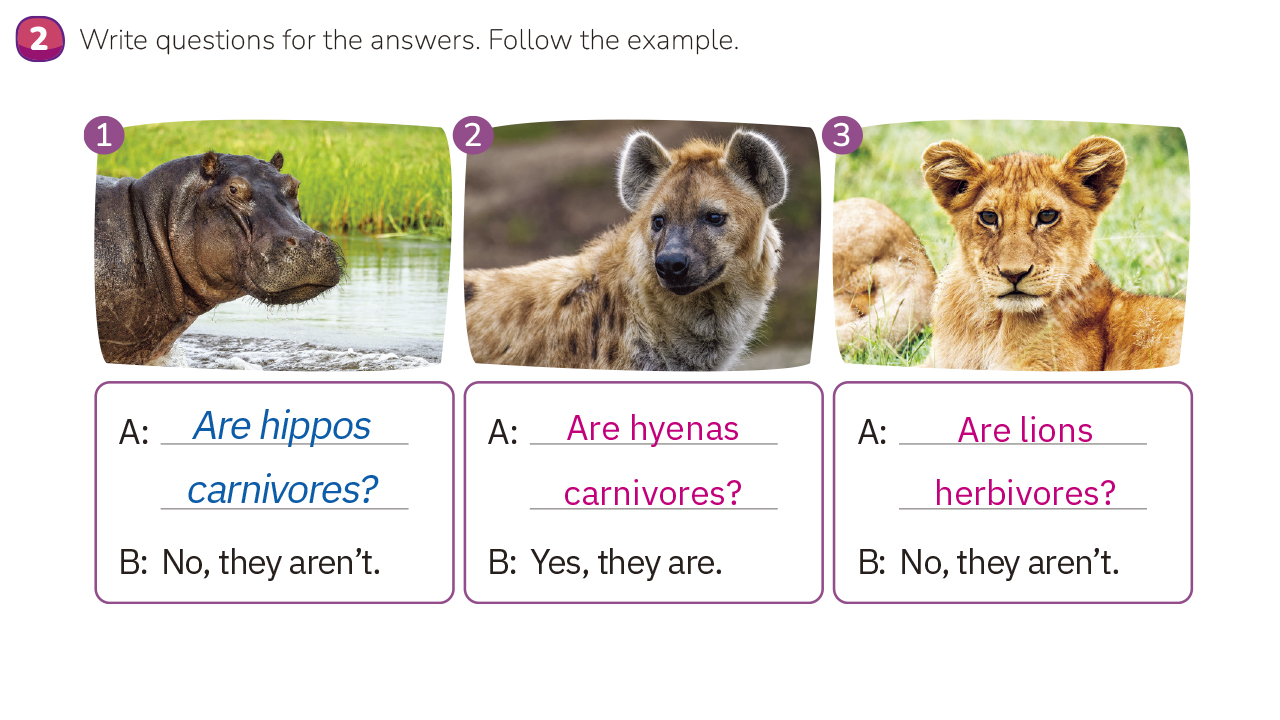 2 Write questions for the answers. Follow the example.
1
A: Are hippos
carnivores?
B: No, they aren’t.
2
A: Are hyenas
carnivores?
B: Yes, they are.
3
A: Are lions
herbivores?
B: No, they aren’t.